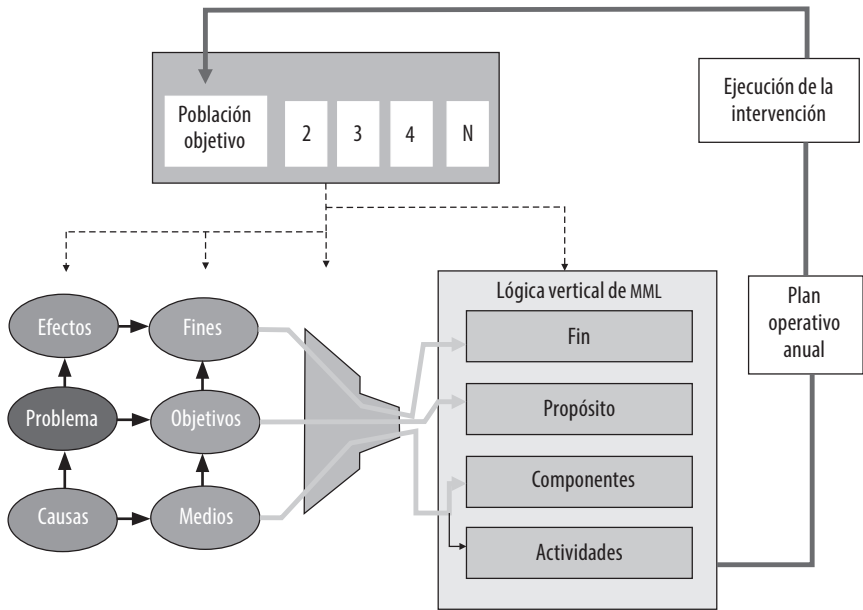 Población
objetivo
2
3
4
N
Ejecución de la
intervención
Plan
operativo
anual
Lógica vertical de MML
Fin
Propósito
Componentes
Actividades
Efectos
Fines
Problema
Objetivos
Causas
Medios